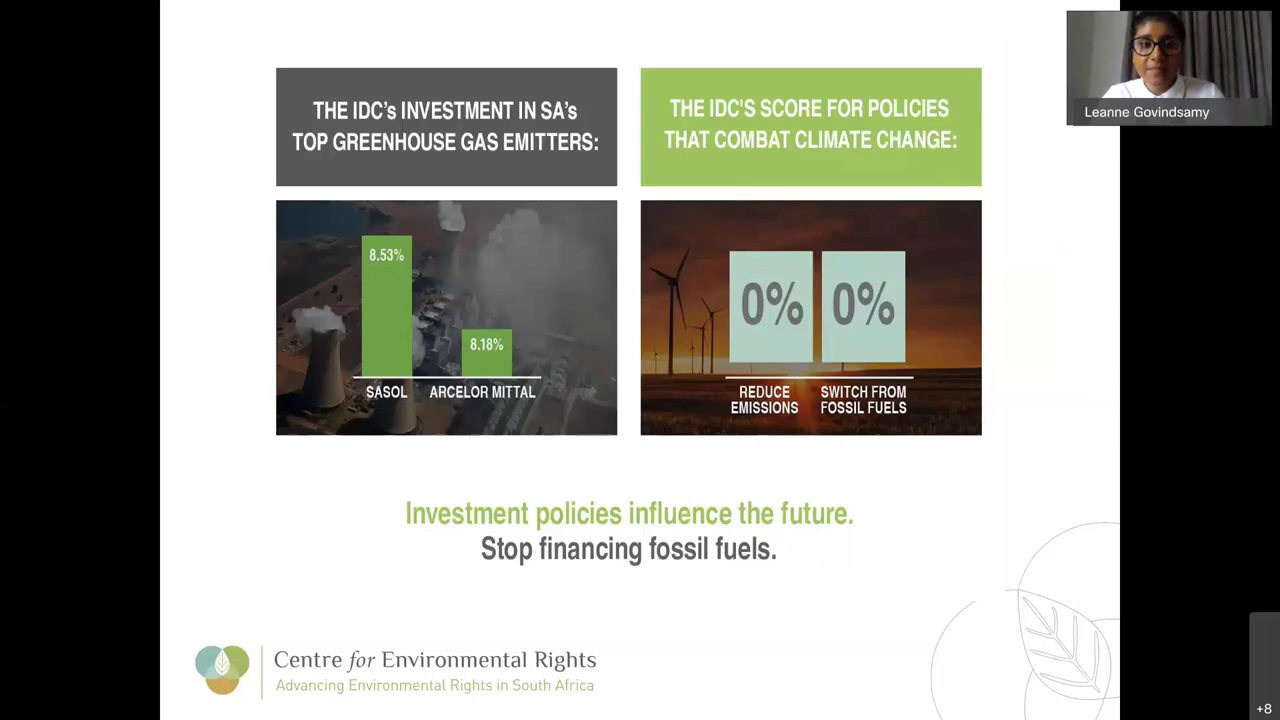 THE IDC's INVESTMENT IN SA's
TOP GREENHOUSE GAS EMITTERS:
THE IDC'S SCORE FOR POLICIES
THAT COMBAT CLIMATE CHANGE:
Leanne Govindsamy
8.53%
8.18%
SASOL
ARCELOR MITTAL
0%
0%
REDUCE
EMISSIONS
SWITCH FROM
FOSSIL FUELS
Investment policies influence the future.
Stop financing fossil fuels.
Centre for Environmental Rights
Advancing Environmental Rights in South Africa
+8